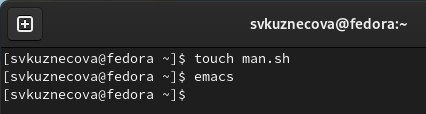 svkuznecova@fedora:~
[svkuznecova@fedora ~]$ touch man.sh
[svkuznecova@fedora ~]$ emacs
[svkuznecova@fedora ~]$